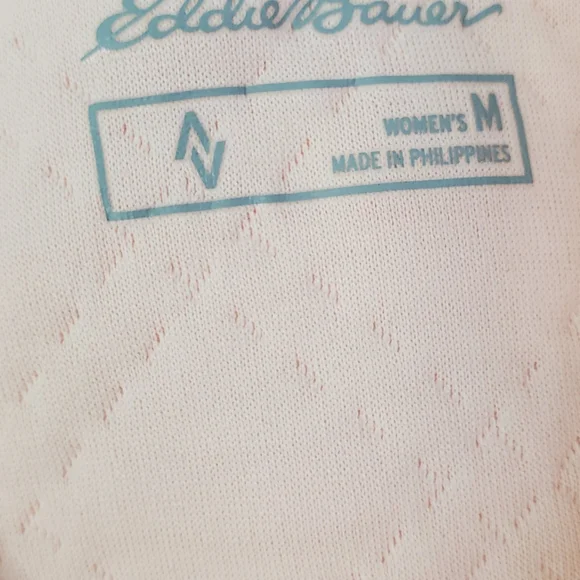 Eddie Bauer
WOMEN'S M
MADE IN PHILIPPINES